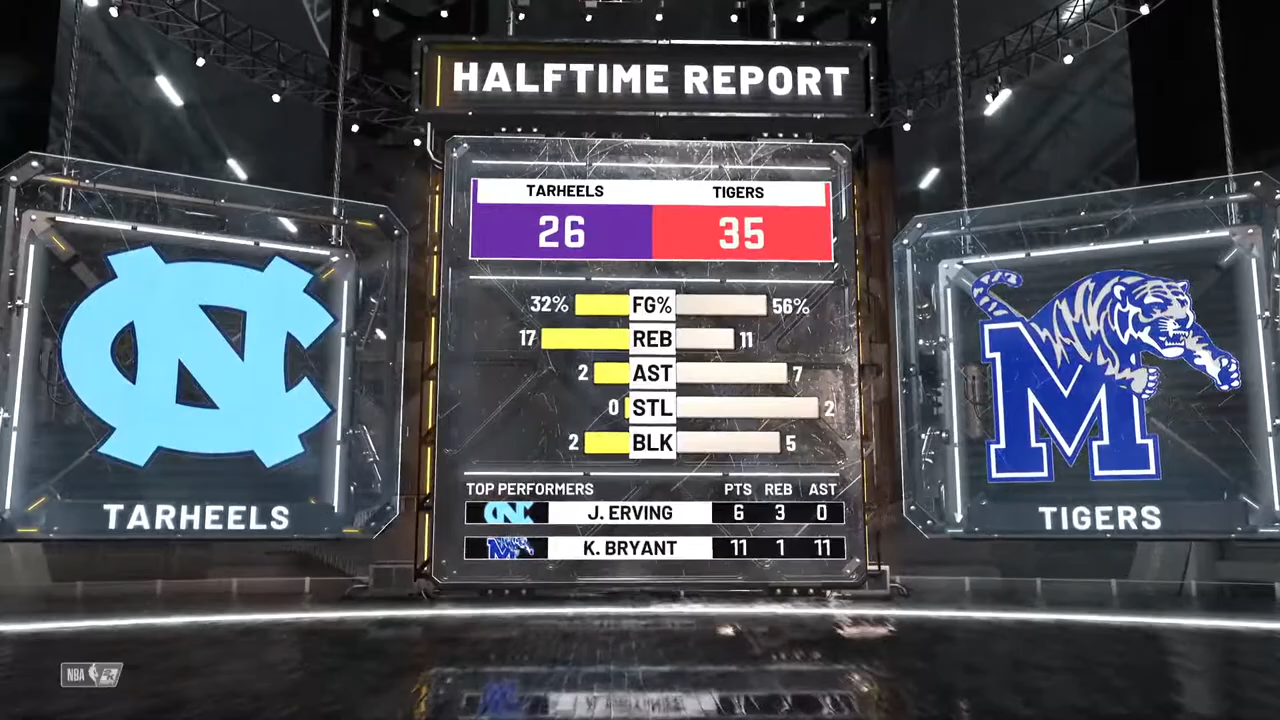 HALFTIME REPORT
TARHEELS TIGERS
26 35
32% FG% 56%
17 REB 11
2 AST 7
0 STL 2
2 BLK 5
TOP PERFORMERS PTS REB AST
NC J. ERVING 6 3 0
M K. BRYANT 11 1 11
NC
TARHEELS
M
TIGERS
NBA 2K